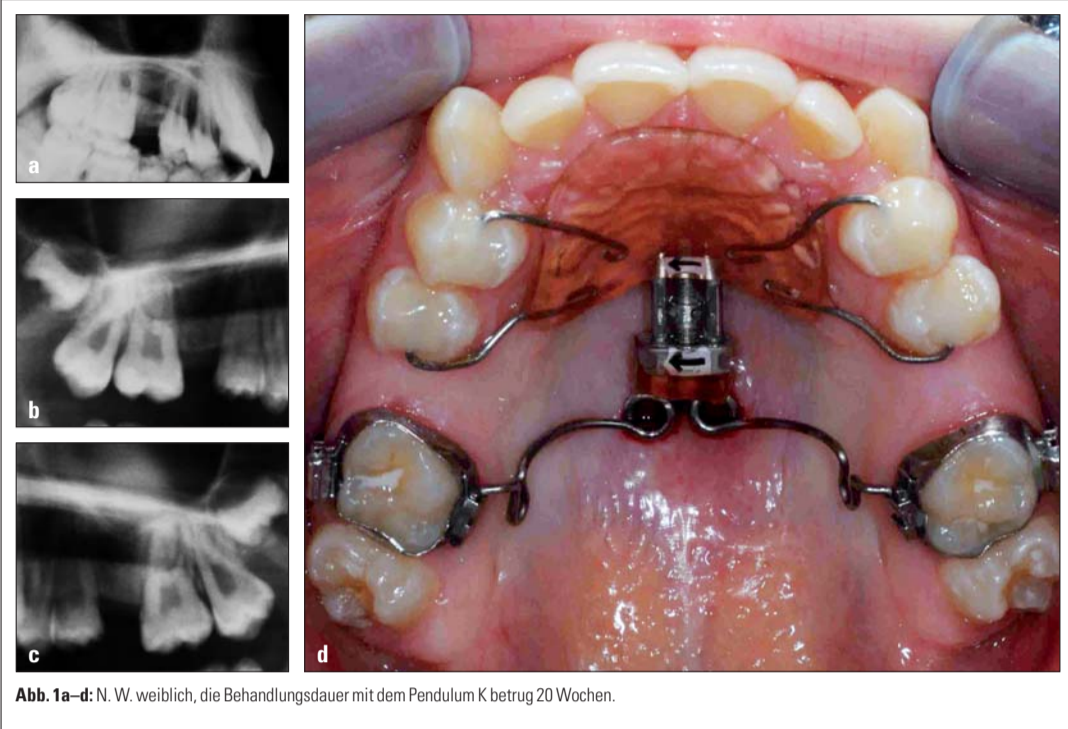 a
b
c
d
Abb. 1a–d: N. W. weiblich, die Behandlungsdauer mit dem Pendulum K betrug 20 Wochen.